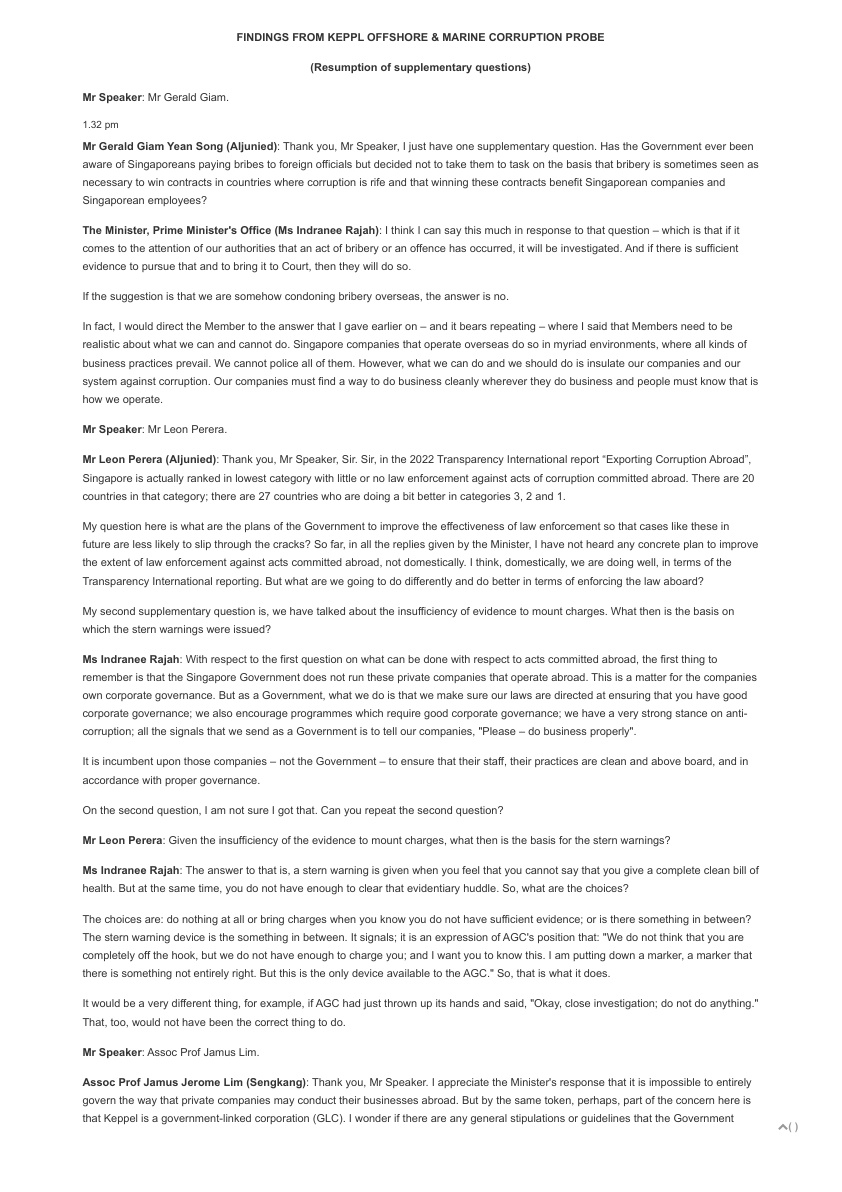 FINDINGS FROM KEPPL OFFSHORE & MARINE CORRUPTION PROBE
(Resumption of supplementary questions)
Mr Speaker: Mr Gerald Giam.
1.32 pm
Mr Gerald Giam Yean Song (Aljunied): Thank you, Mr Speaker, I just have one supplementary question. Has the Government ever been
aware of Singaporeans paying bribes to foreign officials but decided not to take them to task on the basis that bribery is sometimes seen as
necessary to win contracts in countries where corruption is rife and that winning these contracts benefit Singaporean companies and
Singaporean employees?
The Minister, Prime Minister's Office (Ms Indranee Rajah): I think I can say this much in response to that question – which is that if it
comes to the attention of our authorities that an act of bribery or an offence has occurred, it will be investigated. And if there is sufficient
evidence to pursue that and to bring it to Court, then they will do so.
If the suggestion is that we are somehow condoning bribery overseas, the answer is no.
In fact, I would direct the Member to the answer that I gave earlier on – and it bears repeating – where I said that Members need to be
realistic about what we can and cannot do. Singapore companies that operate overseas do so in myriad environments, where all kinds of
business practices prevail. We cannot police all of them. However, what we can do and we should do is insulate our companies and our
system against corruption. Our companies must find a way to do business cleanly wherever they do business and people must know that is
how we operate.
Mr Speaker: Mr Leon Perera.
Mr Leon Perera (Aljunied): Thank you, Mr Speaker, Sir. Sir, in the 2022 Transparency International report “Exporting Corruption Abroad”,
Singapore is actually ranked in lowest category with little or no law enforcement against acts of corruption committed abroad. There are 20
countries in that category; there are 27 countries who are doing a bit better in categories 3, 2 and 1.
My question here is what are the plans of the Government to improve the effectiveness of law enforcement so that cases like these in
future are less likely to slip through the cracks? So far, in all the replies given by the Minister, I have not heard any concrete plan to improve
the extent of law enforcement against acts committed abroad, not domestically. I think, domestically, we are doing well, in terms of the
Transparency International reporting. But what are we going to do differently and do better in terms of enforcing the law aboard?
My second supplementary question is, we have talked about the insufficiency of evidence to mount charges. What then is the basis on
which the stern warnings were issued?
Ms Indranee Rajah: With respect to the first question on what can be done with respect to acts committed abroad, the first thing to
remember is that the Singapore Government does not run these private companies that operate abroad. This is a matter for the companies
own corporate governance. But as a Government, what we do is that we make sure our laws are directed at ensuring that you have good
corporate governance; we also encourage programmes which require good corporate governance; we have a very strong stance on anti-
corruption; all the signals that we send as a Government is to tell our companies, "Please – do business properly".
It is incumbent upon those companies – not the Government – to ensure that their staff, their practices are clean and above board, and in
accordance with proper governance.
On the second question, I am not sure I got that. Can you repeat the second question?
Mr Leon Perera: Given the insufficiency of the evidence to mount charges, what then is the basis for the stern warnings?
Ms Indranee Rajah: The answer to that is, a stern warning is given when you feel that you cannot say that you give a complete clean bill of
health. But at the same time, you do not have enough to clear that evidentiary huddle. So, what are the choices?
The choices are: do nothing at all or bring charges when you know you do not have sufficient evidence; or is there something in between?
The stern warning device is the something in between. It signals; it is an expression of AGC's position that: "We do not think that you are
completely off the hook, but we do not have enough to charge you; and I want you to know this. I am putting down a marker, a marker that
there is something not entirely right. But this is the only device available to the AGC." So, that is what it does.
It would be a very different thing, for example, if AGC had just thrown up its hands and said, "Okay, close investigation; do not do anything."
That, too, would not have been the correct thing to do.
Mr Speaker: Assoc Prof Jamus Lim.
Assoc Prof Jamus Jerome Lim (Sengkang): Thank you, Mr Speaker. I appreciate the Minister's response that it is impossible to entirely
govern the way that private companies may conduct their businesses abroad. But by the same token, perhaps, part of the concern here is
that Keppel is a government-linked corporation (GLC). I wonder if there are any general stipulations or guidelines that the Government
( )